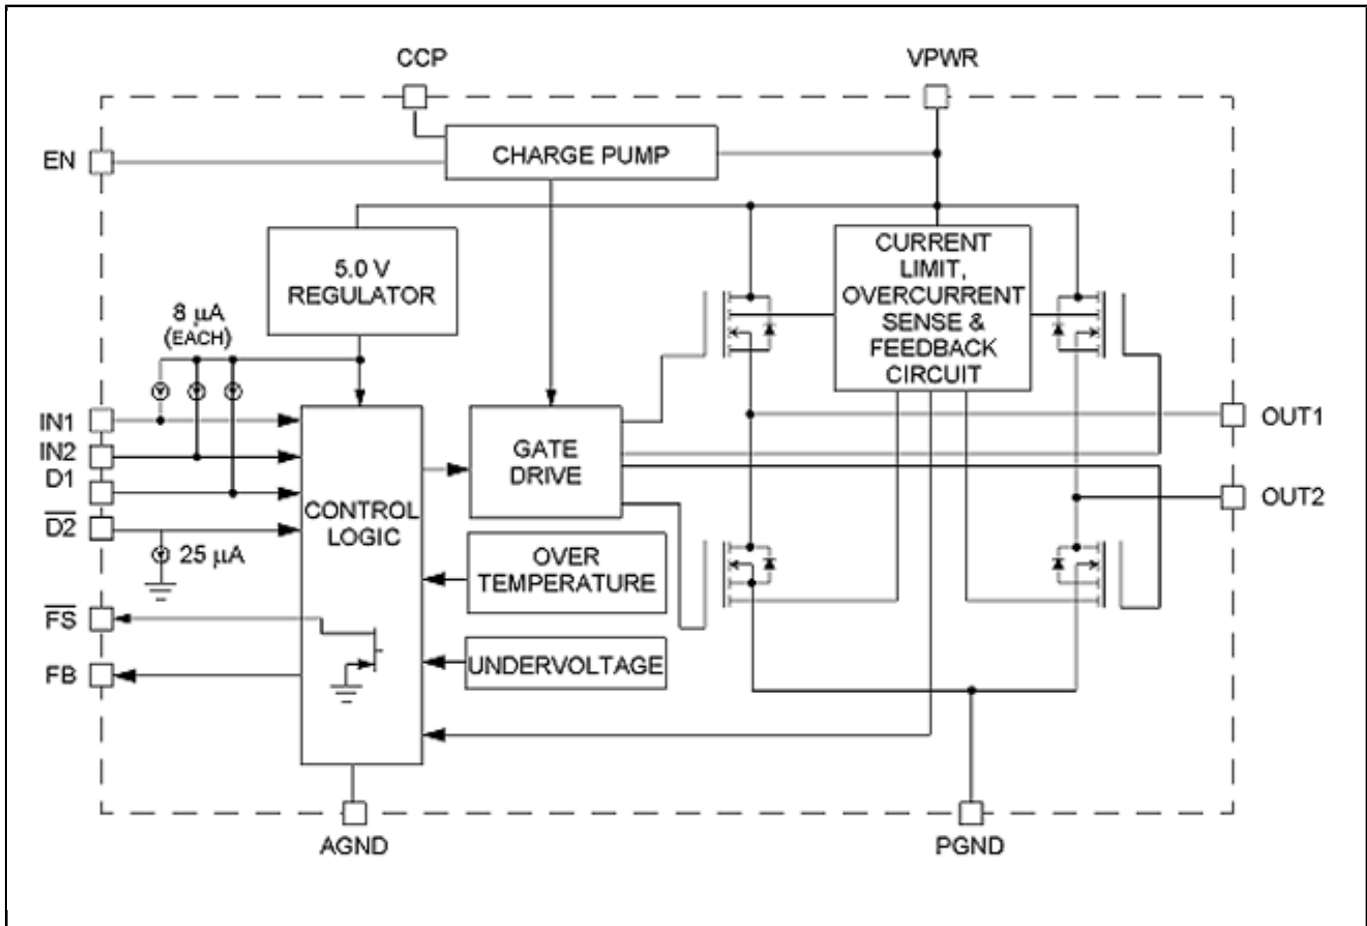 CCP
VPWR
EN
CHARGE PUMP
5.0 V
REGULATOR
CURRENT
LIMIT,
OVERCURRENT
SENSE &
FEEDBACK
CIRCUIT
8 μA
(EACH)
IN1
IN2
D1
D2
25 μA
FS
FB
CONTROL
LOGIC
GATE
DRIVE
OVER
TEMPERATURE
UNDERVOLTAGE
OUT1
OUT2
AGND
PGND